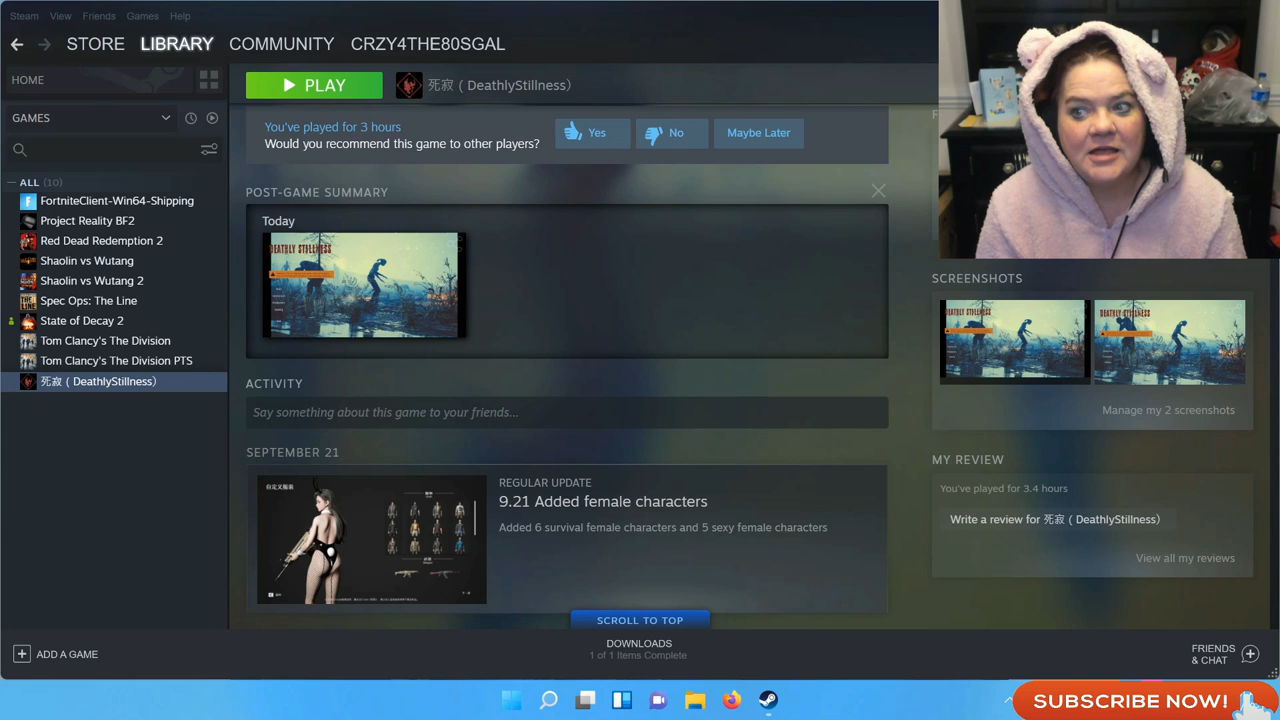 Steam View Friends Games Help
STORE LIBRARY COMMUNITY CRZY4THE80SGAL
HOME
GAMES
ALL (10)
FortniteClient-Win64-Shipping
Project Reality BF2
Red Dead Redemption 2
Shaolin vs Wutang
Shaolin vs Wutang 2
Spec Ops: The Line
State of Decay 2
Tom Clancy's The Division
Tom Clancy's The Division PTS
死寂（DeathlyStillness）
PLAY
死寂（DeathlyStillness）
You've played for 3 hours
Would you recommend this game to other players?
Yes No Maybe Later
POST-GAME SUMMARY
Today
DEATHLY STILLNESS
ACTIVITY
Say something about this game to your friends...
SEPTEMBER 21
自定义服装
REGULAR UPDATE
9.21 Added female characters
Added 6 survival female characters and 5 sexy female characters
SCROLL TO TOP
SCREENSHOTS
DEATHLY STILLNESS
DEATHLY STILLNESS
Manage my 2 screenshots
MY REVIEW
You've played for 3.4 hours
Write a review for 死寂（DeathlyStillness）
View all my reviews
ADD A GAME
DOWNLOADS
1 of 1 Items Complete
FRIENDS
& CHAT
SUBSCRIBE NOW!